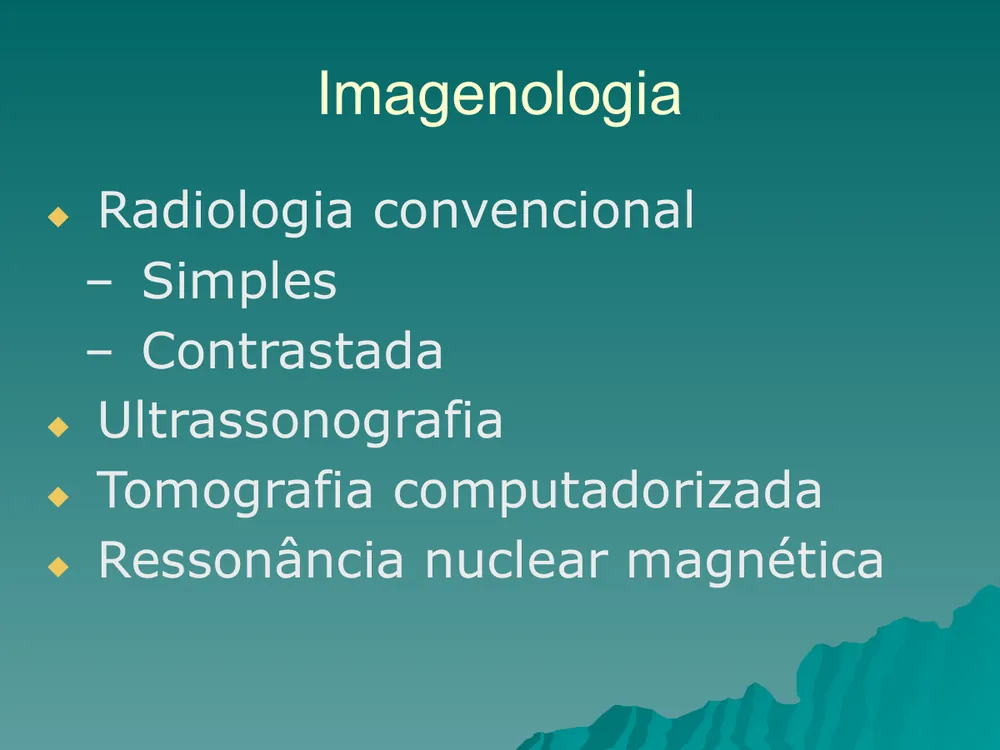 Imagenologia
Radiologia convencional
– Simples
– Contrastada
Ultrassonografia
Tomografia computadorizada
Ressonância nuclear magnética